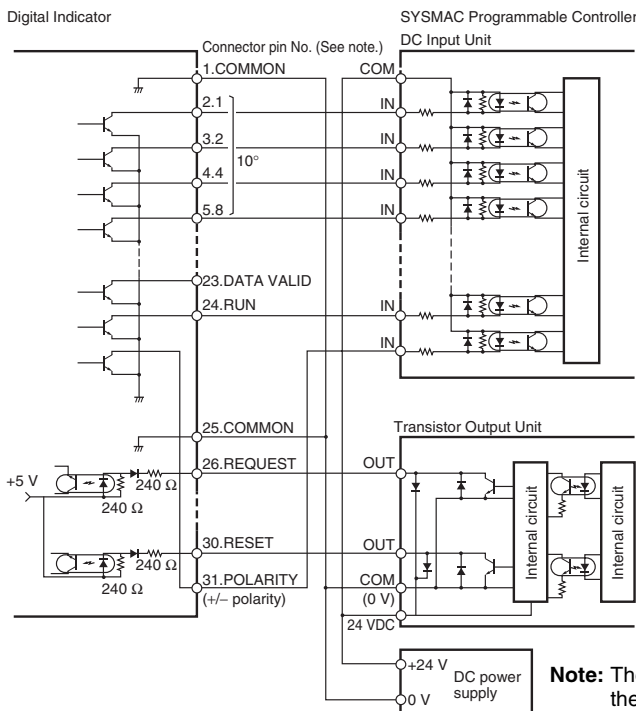 Digital Indicator
SYSMAC Programmable Controller
Connector pin No. (See note.)
DC Input Unit
1.COMMON
COM
2.1
IN
3.2
IN
10°
4.4
IN
5.8
IN
Internal circuit
23.DATA VALID
24.RUN
IN
IN
25.COMMON
Transistor Output Unit
+5 V
26.REQUEST
OUT
240 Ω
240 Ω
Internal circuit
Internal circuit
30.RESET
OUT
240 Ω
240 Ω
31.POLARITY
COM
(+/− polarity)
(0 V)
24 VDC
+24 V
DC power
supply
0 V
Note: The
the